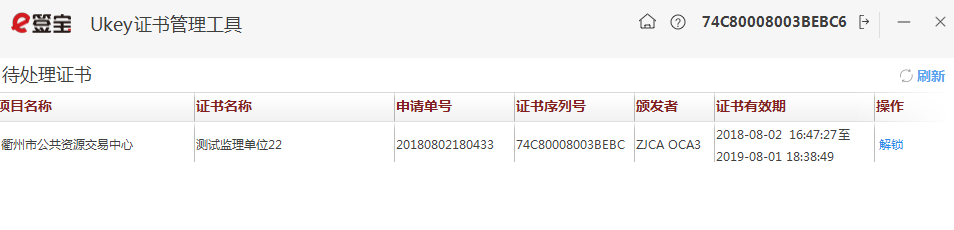 e签宝 Ukey证书管理工具 74C80008003BEBC6
待处理证书 刷新
项目名称 证书名称 申请单号 证书序列号 颁发者 证书有效期 操作
衢州市公共资源交易中心 测试监理单位22 20180802180433 74C80008003BEBC ZJCA OCA3 2018-08-02 16:47:27至 解锁
2019-08-01 18:38:49